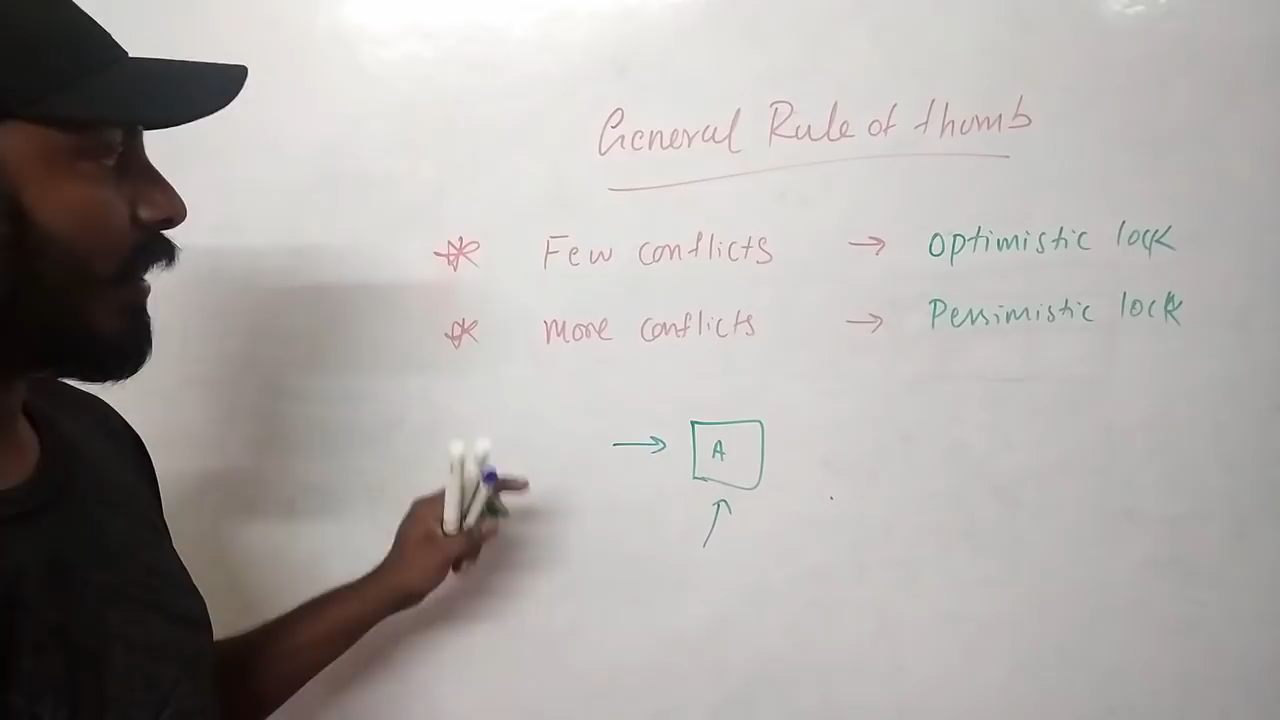 General Rule of thumb
Few conflicts → Optimistic lock
More conflicts → Pessimistic lock
A